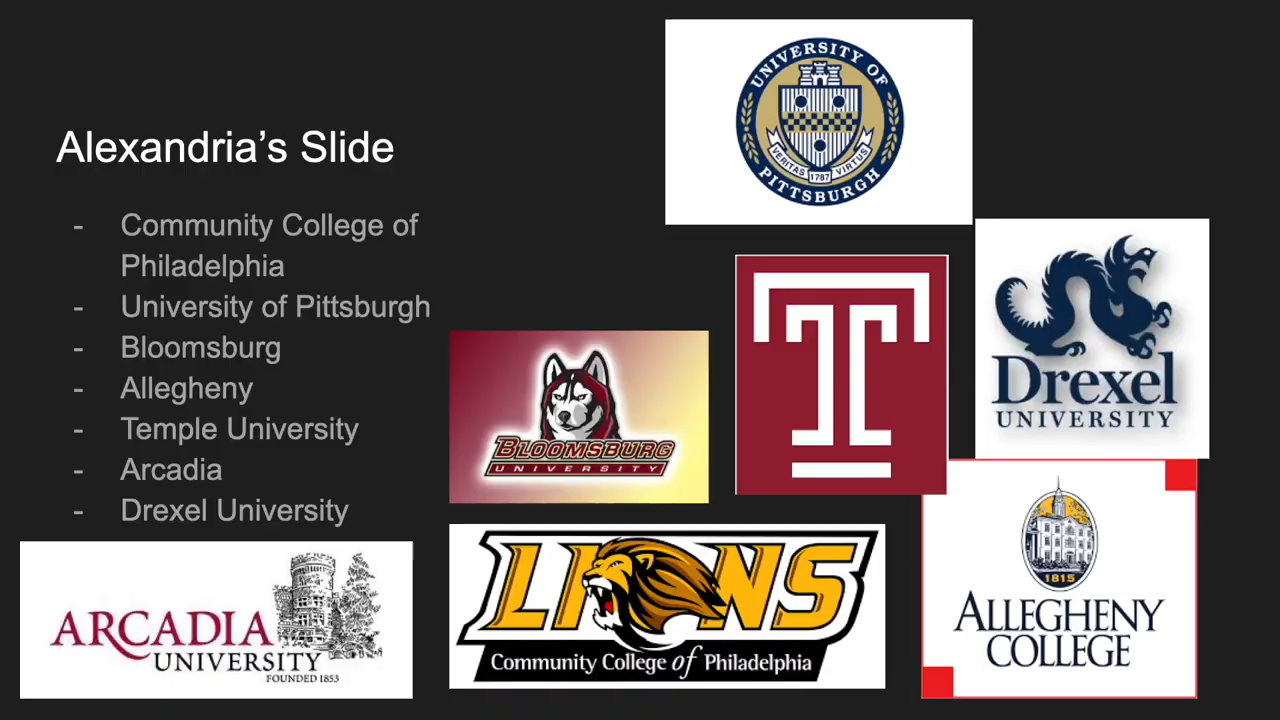 Alexandria's Slide
- Community College of
Philadelphia
- University of Pittsburgh
- Bloomsburg
- Allegheny
- Temple University
- Arcadia
- Drexel University
UNIVERSITY OF
PITTSBURGH
VERITAS 1787 VIRTUS
T
Drexel
UNIVERSITY
BLOOMSBURG
UNIVERSITY
LIONS
Community College of Philadelphia
1815
ALLEGHENY
COLLEGE
ARCADIA
UNIVERSITY
FOUNDED 1853